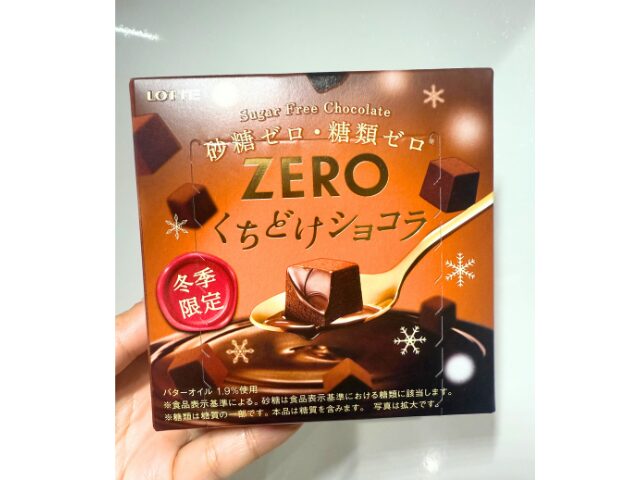 LOTTE
Sugar Free Chocolate
砂糖ゼロ・糖類ゼロ
ZERO
くちどけショコラ
冬季
限定
バターオイル 1.9%使用
※食品表示基準による。砂糖は食品表示基準における糖類に該当します。
※糖類は糖質の一部です。本品は糖質を含みます。 写真は拡大です。